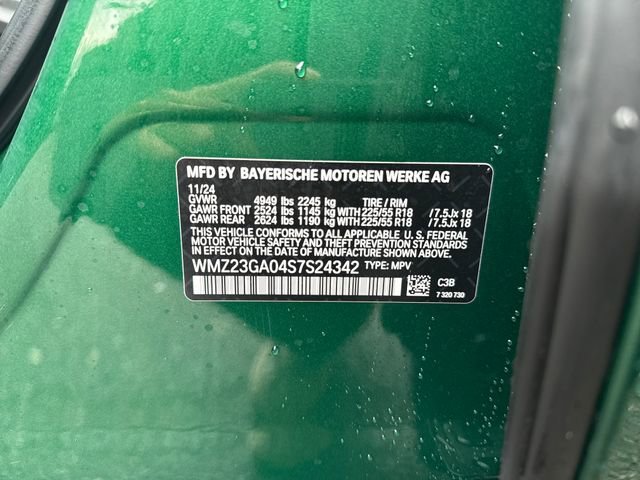 MFD BY BAYERISCHE MOTOREN WERKE AG
11/24
GVWR 4949 lbs 2245 kg TIRE / RIM
GAWR FRONT 2524 lbs 1145 kg WITH 225/55 R18 /7.5Jx 18
GAWR REAR 2624 lbs 1190 kg WITH 225/55 R18 /7.5Jx 18
THIS VEHICLE CONFORMS TO ALL APPLICABLE U. S. FEDERAL
MOTOR VEHICLE SAFETY, BUMPER, AND THEFT PREVENTION
STANDARDS IN EFFECT ON THE DATE OF MANUFACTURE SHOWN ABOVE.
WMZ23GA04S7S24342 TYPE: MPV
C3B
7 320 730